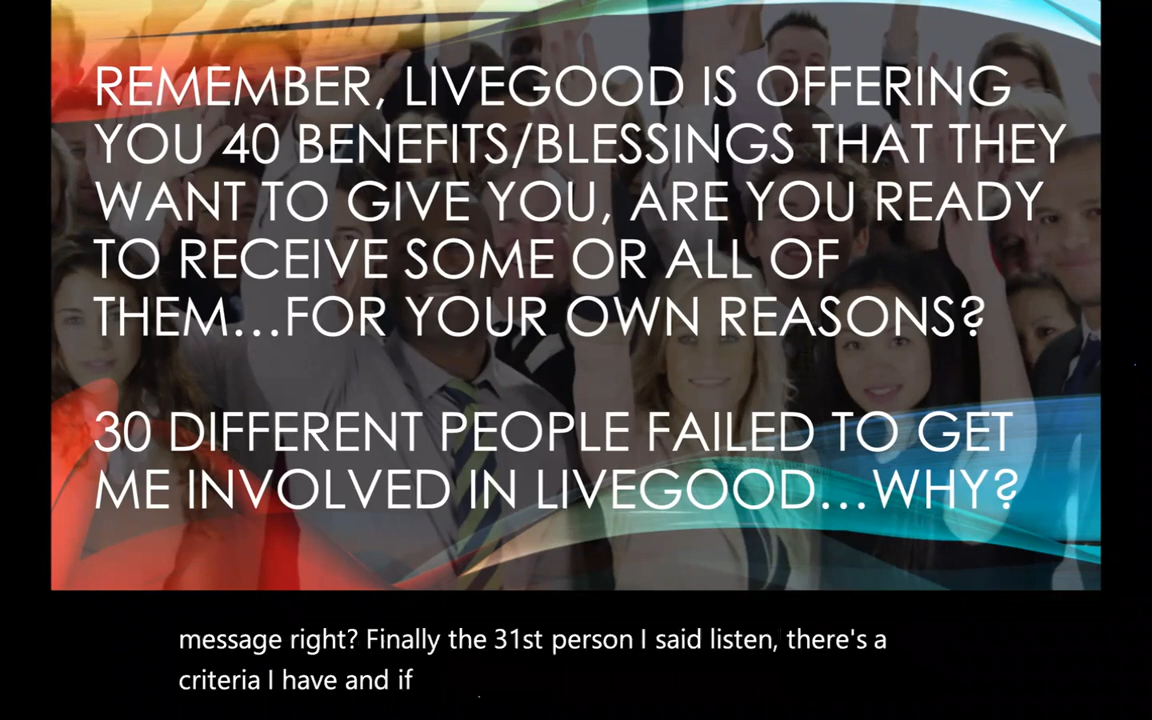 REMEMBER, LIVEGOOD IS OFFERING
YOU 40 BENEFITS/BLESSINGS THAT THEY
WANT TO GIVE YOU, ARE YOU READY
TO RECEIVE SOME OR ALL OF
THEM...FOR YOUR OWN REASONS?
30 DIFFERENT PEOPLE FAILED TO GET
ME INVOLVED IN LIVEGOOD...WHY?
message right? Finally the 31st person I said listen, there's a
criteria I have and if